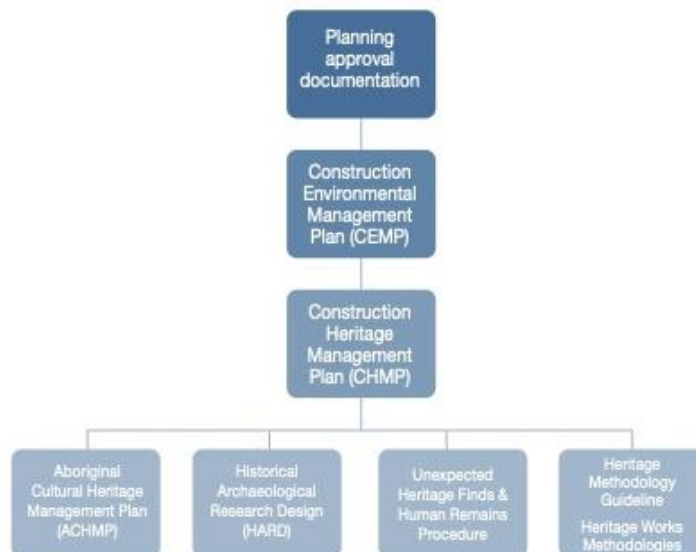 Planning
approval
documentation
Construction
Environmental
Management
Plan (CEMP)
Construction
Heritage
Management
Plan (CHMP)
Aboriginal
Cultural Heritage
Management Plan
(ACHMP)
Historical
Archaeological
Research Design
(HARD)
Unexpected
Heritage Finds &
Human Remains
Procedure
Heritage
Methodology
Guideline
Heritage Works
Methodologies